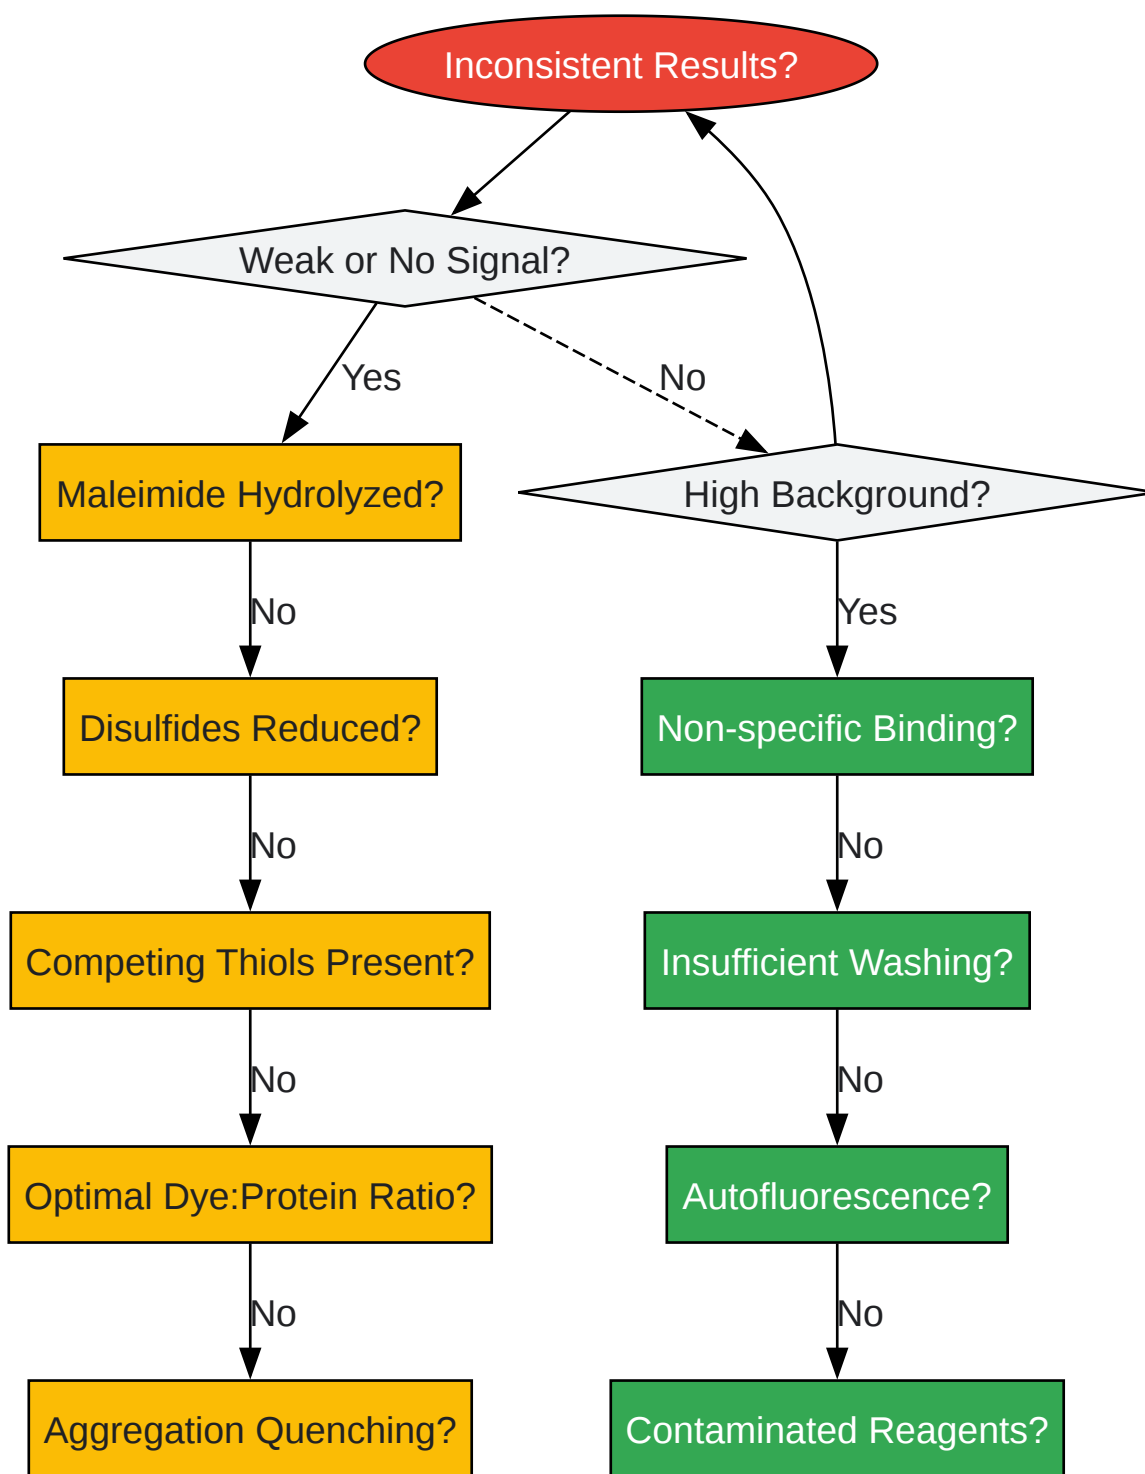 Inconsistent Results?
Weak or No Signal?
Yes
No
Maleimide Hydrolyzed?
High Background?
No
Yes
Disulfides Reduced?
Non-specific Binding?
No
No
Competing Thiols Present?
Insufficient Washing?
No
No
Optimal Dye:Protein Ratio?
Autofluorescence?
No
No
Aggregation Quenching?
Contaminated Reagents?